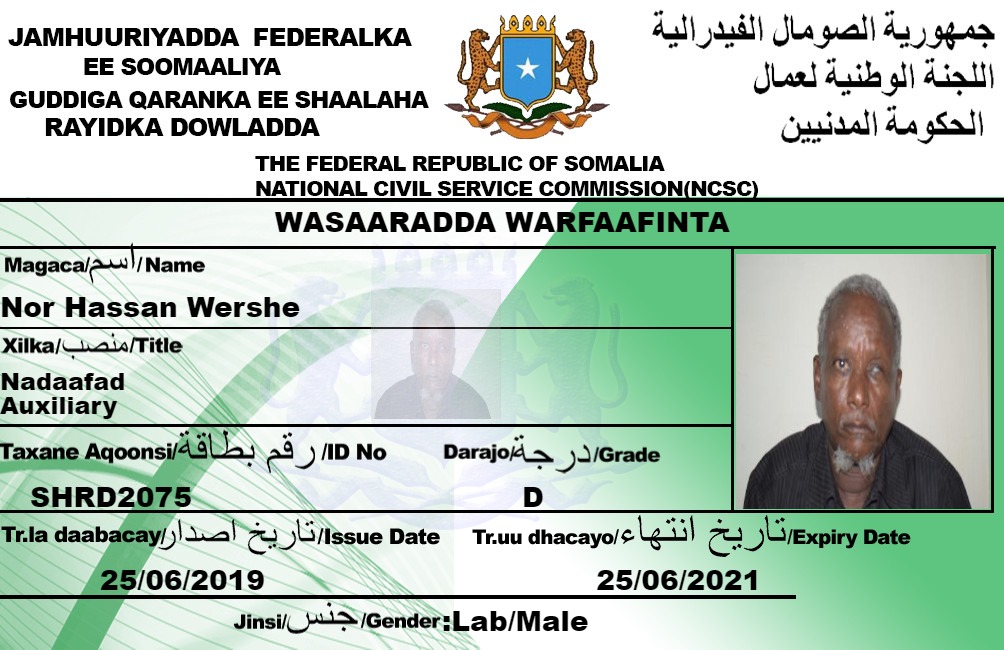 JAMHUURIYADDA FEDERALKA
EE SOOMAALIYA
GUDDIGA QARANKA EE SHAALAHA
RAYIDKA DOWLADDA
جمهورية الصومال الفيدرالية
اللجنة الوطنية لعمال
الحكومة المدنيين
THE FEDERAL REPUBLIC OF SOMALIA
NATIONAL CIVIL SERVICE COMMISSION(NCSC)
WASAARADDA WARFAAFINTA
Magaca/اسم/Name
Nor Hassan Wershe
Xilka/منصب/Title
Nadaafad
Auxiliary
Taxane Aqoonsi/رقم بطاقة/ID No
Darajo/درجة/Grade
SHRD2075
D
Tr.la daabacay/تاريخ اصدار/Issue Date
Tr.uu dhacayo/تاريخ انتهاء/Expiry Date
25/06/2019
25/06/2021
Jinsi/جنس/Gender:Lab/Male